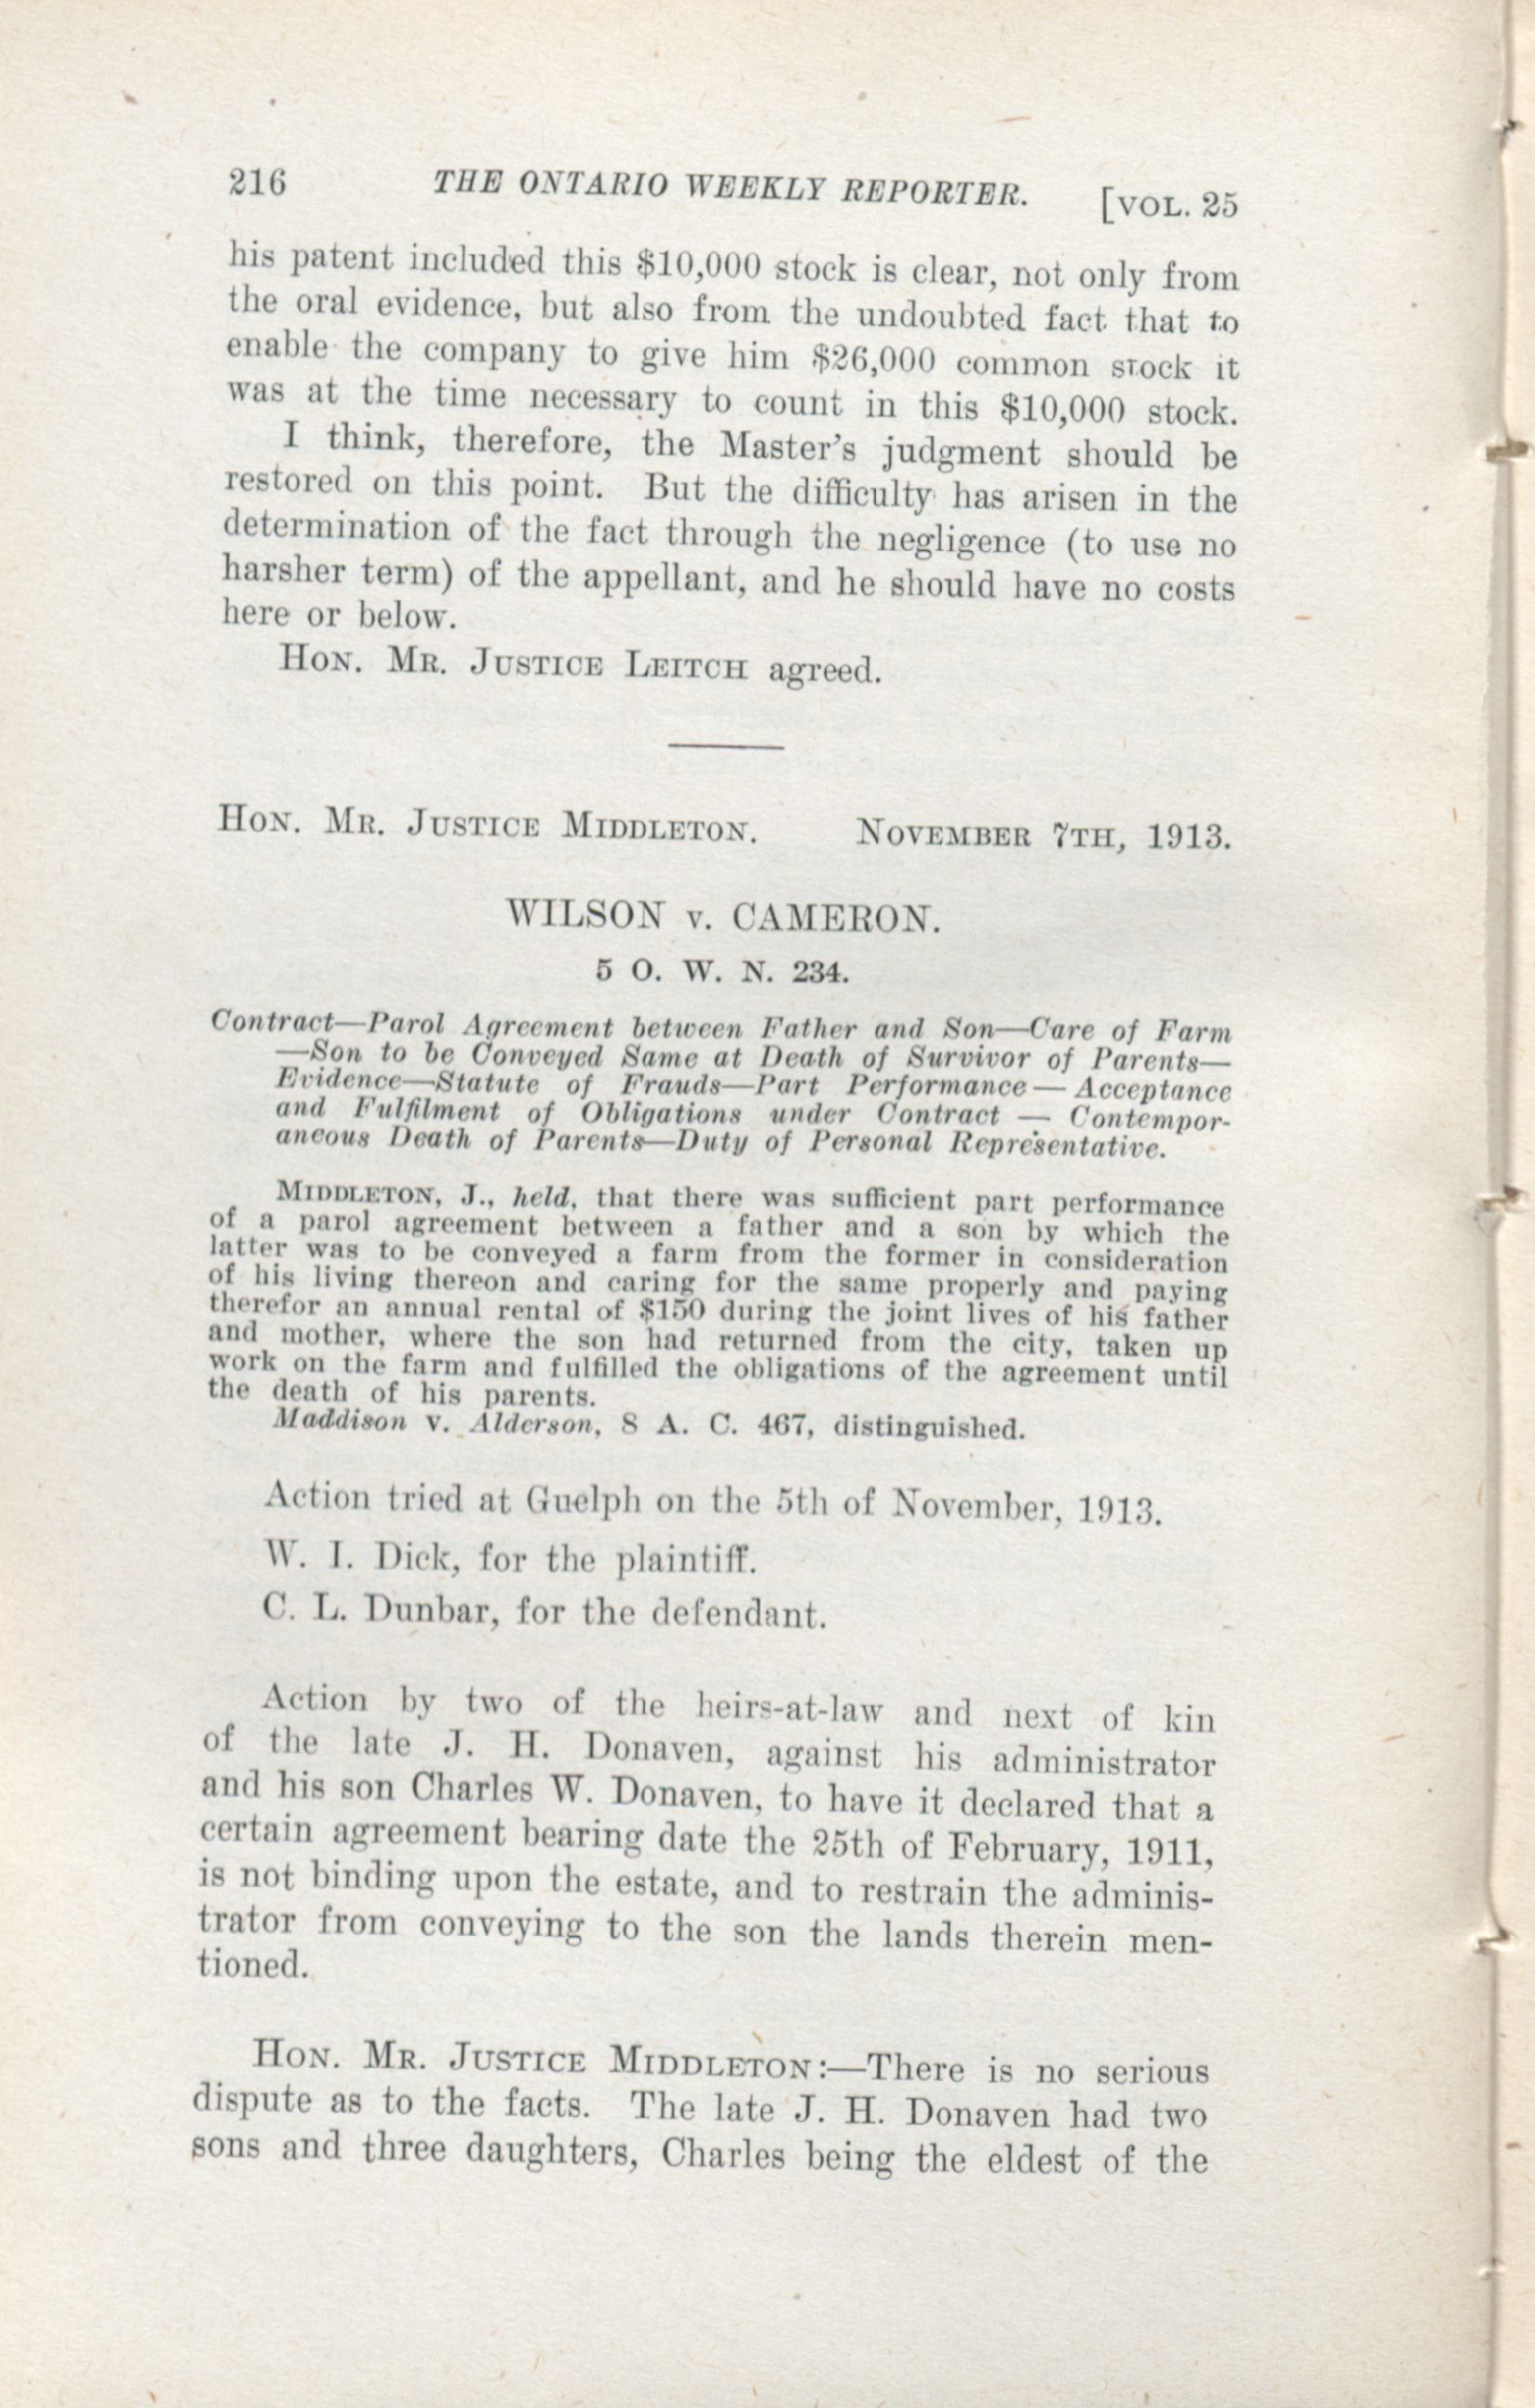 216 THE ONTARIO WEEKLY REPORTER. [VOL. 25
his patent included this $10,000 stock is clear, not only from
the oral evidence, but also from the undoubted fact that to
enable the company to give him $26,000 common stock it
was at the time necessary to count in this $10,000 stock.
I think, therefore, the Master's judgment should be
restored on this point. But the difficulty has arisen in the
determination of the fact through the negligence (to use no
harsher term) of the appellant, and he should have no costs
here or below.
HON. MR. JUSTICE LEITCH agreed.
HON. MR. JUSTICE MIDDLETON. NOVEMBER 7TH, 1913.
WILSON v. CAMERON.
5 O. W. N. 234.
Contract—Parol Agreement between Father and Son—Care of Farm
—Son to be Conveyed Same at Death of Survivor of Parents—
Evidence—Statute of Frauds—Part Performance — Acceptance
and Fulfilment of Obligations under Contract — Contempor-
aneous Death of Parents—Duty of Personal Representative.
MIDDLETON, J., held, that there was sufficient part performance
of a parol agreement between a father and a son by which the
latter was to be conveyed a farm from the former in consideration
of his living thereon and caring for the same properly and paying
therefor an annual rental of $150 during the joint lives of his father
and mother, where the son had returned from the city, taken up
work on the farm and fulfilled the obligations of the agreement until
the death of his parents.
Maddison v. Alderson, 8 A. C. 467, distinguished.
Action tried at Guelph on the 5th of November, 1913.
W. I. Dick, for the plaintiff.
C. L. Dunbar, for the defendant.
Action by two of the heirs-at-law and next of kin
of the late J. H. Donaven, against his administrator
and his son Charles W. Donaven, to have it declared that a
certain agreement bearing date the 25th of February, 1911,
is not binding upon the estate, and to restrain the adminis-
trator from conveying to the son the lands therein men-
tioned.
HON. MR. JUSTICE MIDDLETON:—There is no serious
dispute as to the facts. The late J. H. Donaven had two
sons and three daughters, Charles being the eldest of the